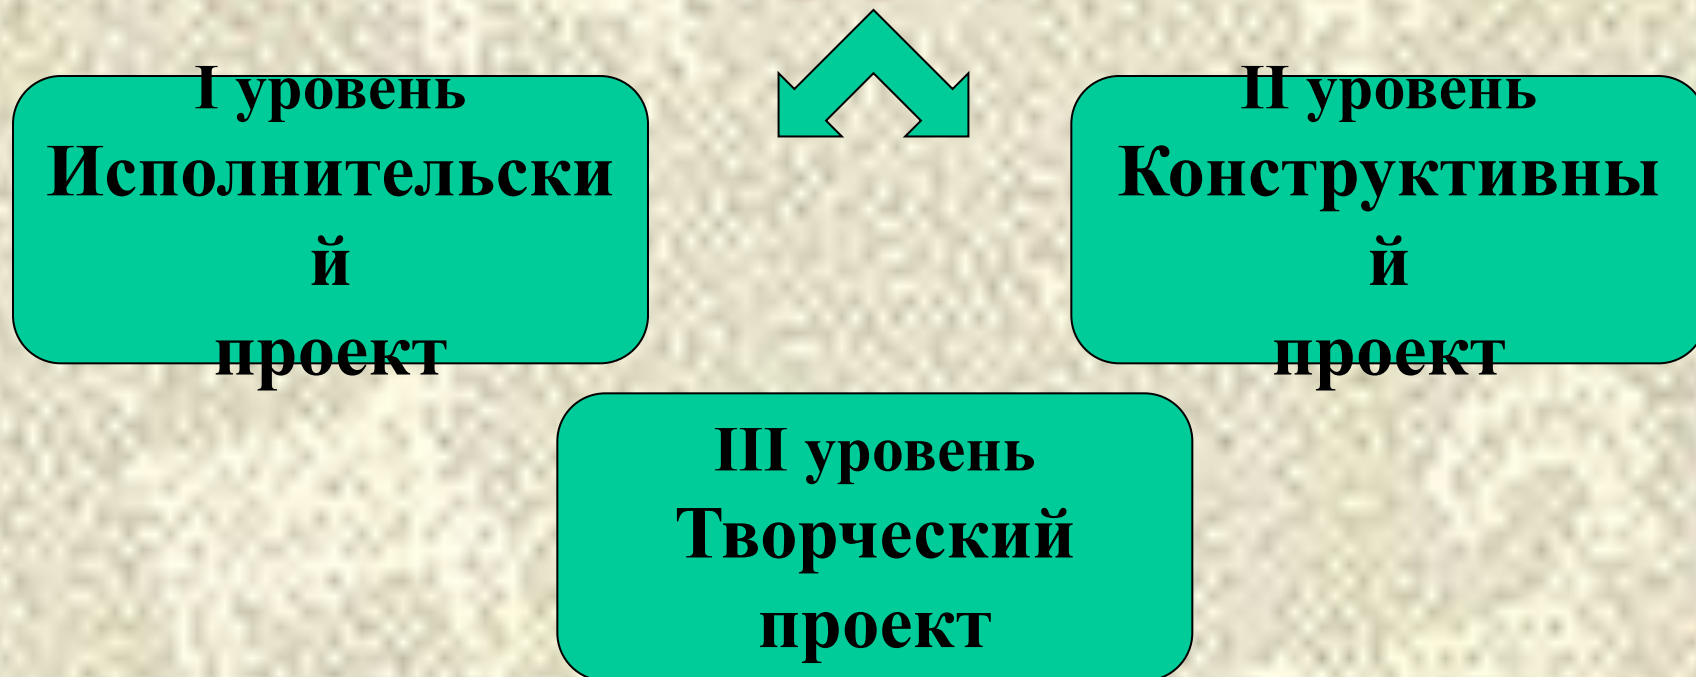 I уровень
Исполнительски
й
проект
II уровень
Конструктивны
й
проект
III уровень
Творческий
проект